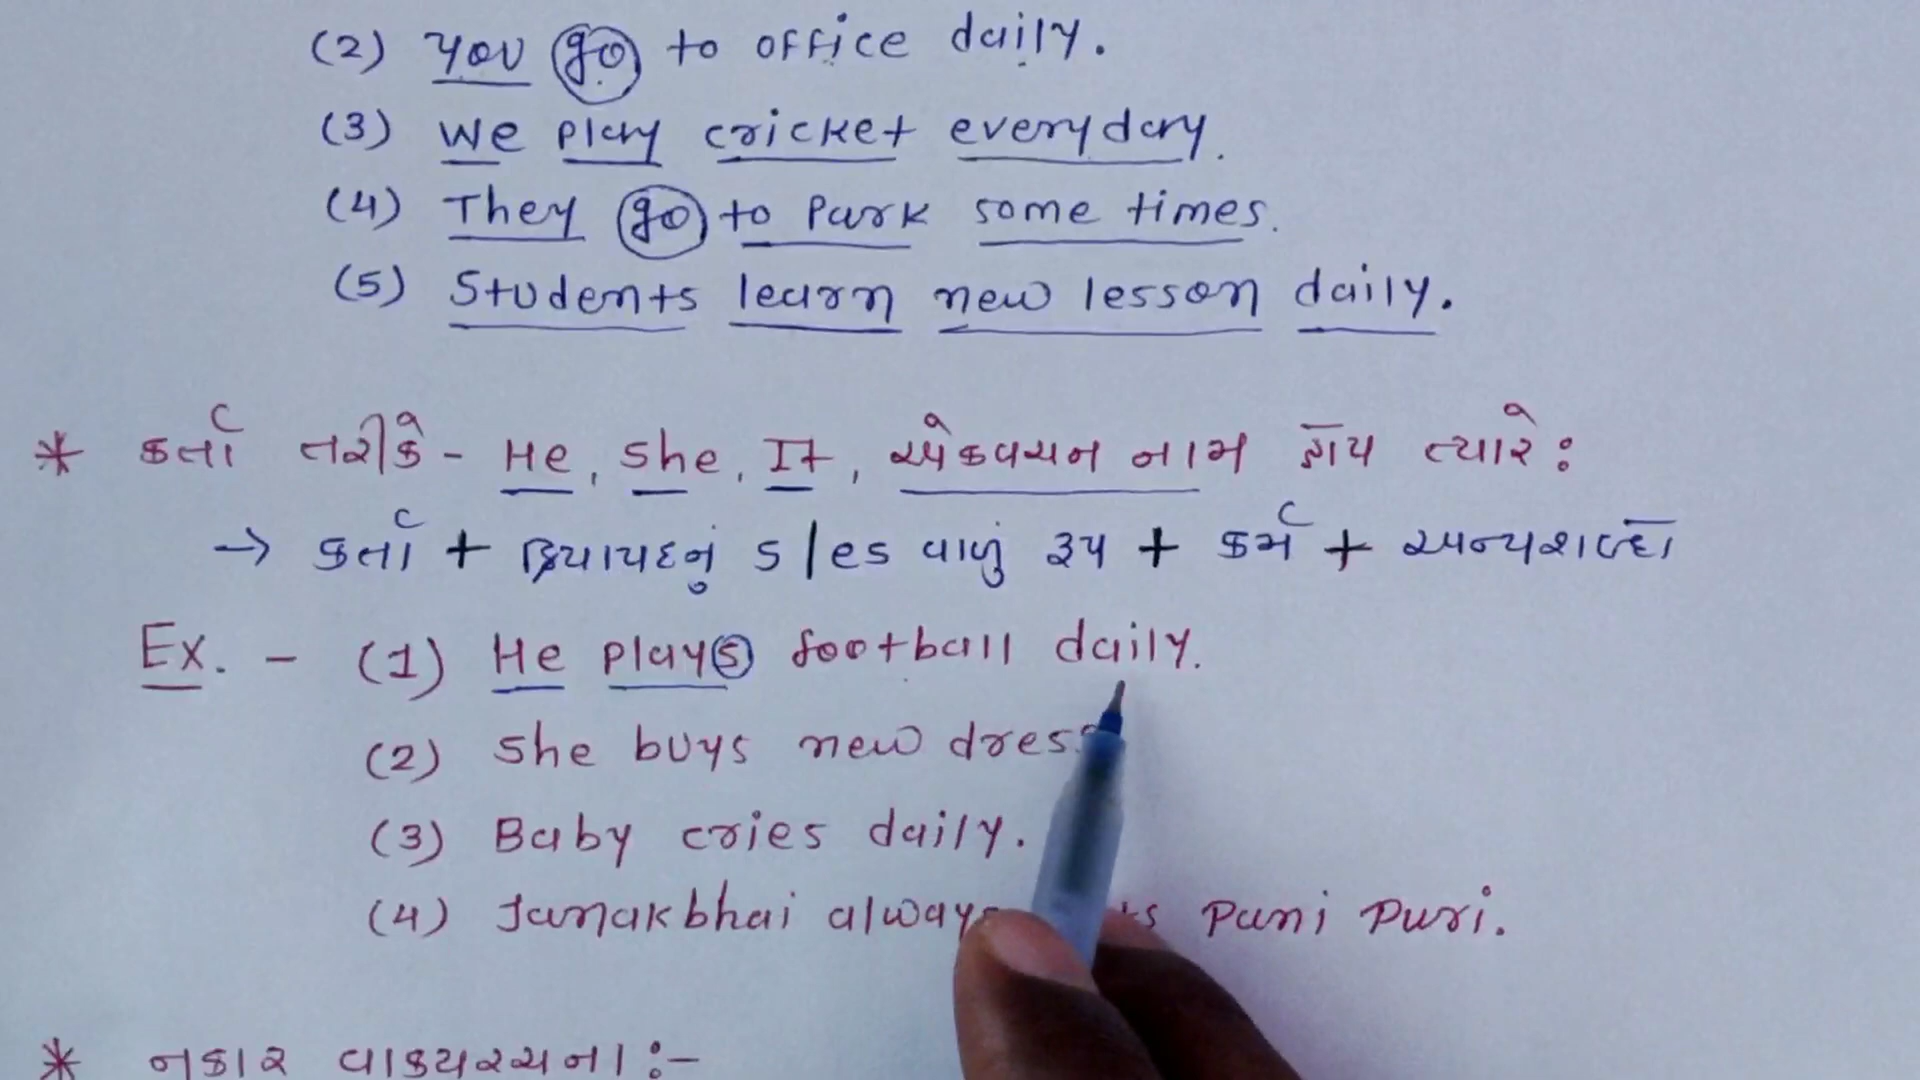 (2) You go to office daily.
(3) We play cricket everyday.
(4) They go to Park some times.
(5) Students learn new lesson daily.
* કર્તા તરીકે - He, she, It, એકવચન નામ હોય ત્યારે :
→ કર્તા + ક્રિયાપદનું s/es વાળું રૂપ + કર્મ + અન્યશબ્દો
Ex. - (1) He plays football daily.
(2) She buys new dress
(3) Baby cries daily.
(4) Janakbhai always Pani Puri.
* નકાર વાક્યરચના :-